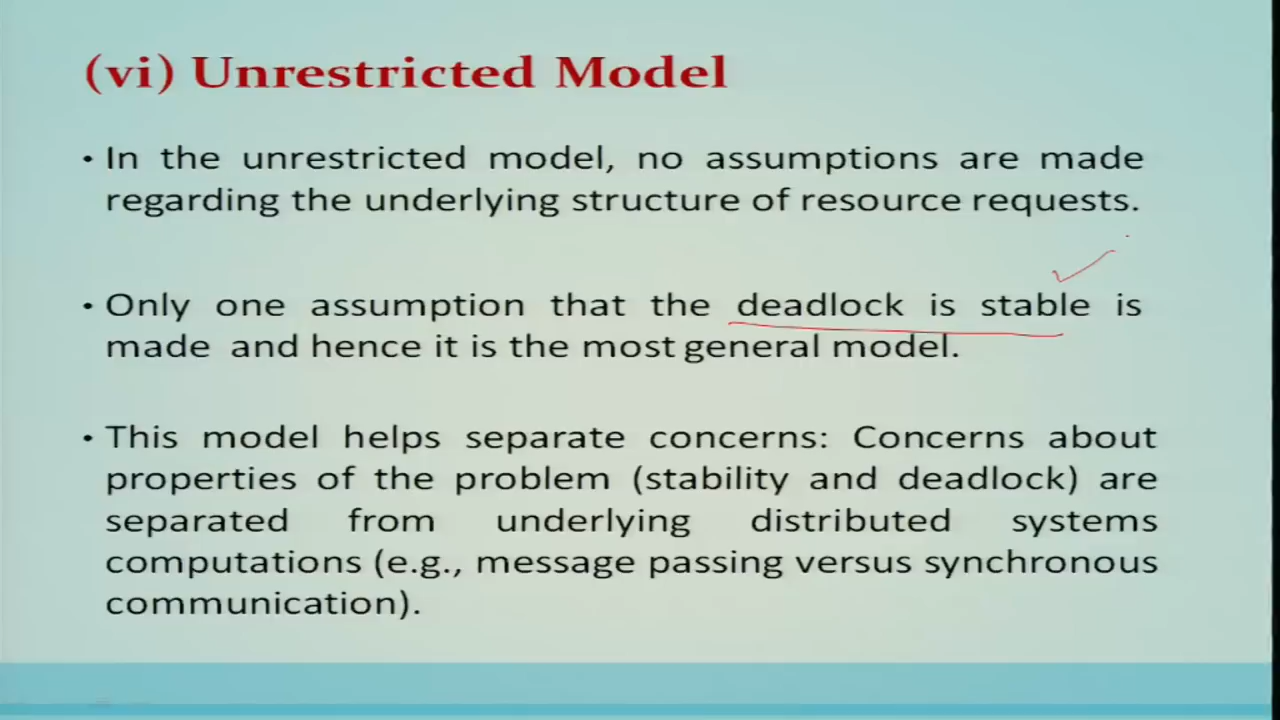 (vi) Unrestricted Model
• In the unrestricted model, no assumptions are made
regarding the underlying structure of resource requests.
• Only one assumption that the deadlock is stable is
made and hence it is the most general model.
• This model helps separate concerns: Concerns about
properties of the problem (stability and deadlock) are
separated from underlying distributed systems
computations (e.g., message passing versus synchronous
communication).